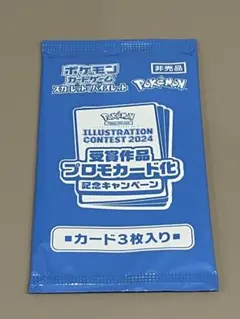 ポケモン
カードゲーム
スカーレット&バイオレット
非売品
Pokémon
Pokémon
ILLUSTRATION
CONTEST 2024
受賞作品
プロモカード化
記念キャンペーン
■カード3枚入り■